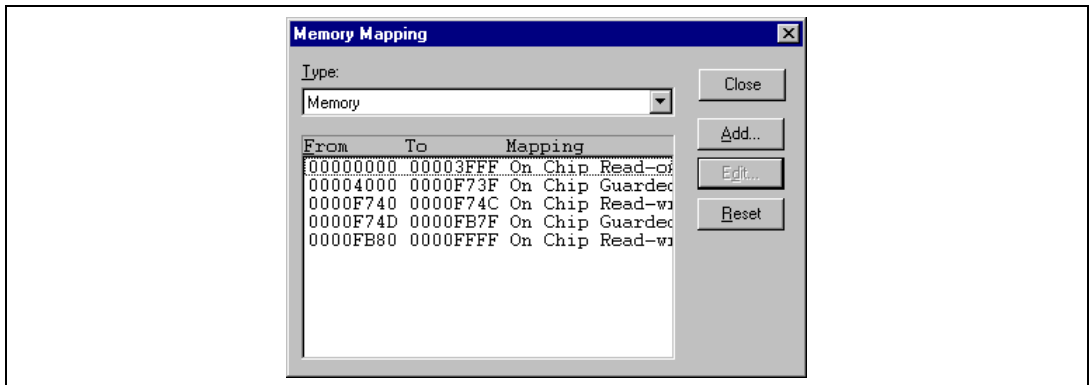 Memory Mapping
Type:
Memory
Close
Add...
From To Mapping
00000000 00003FFF On Chip Read-
Edit...
00004000 0000F73F On Chip Guarded
0000F740 0000F74C On Chip Read-
Reset
0000F74D 0000FB7F On Chip Guarded
0000FB80 0000FFFF On Chip Read-